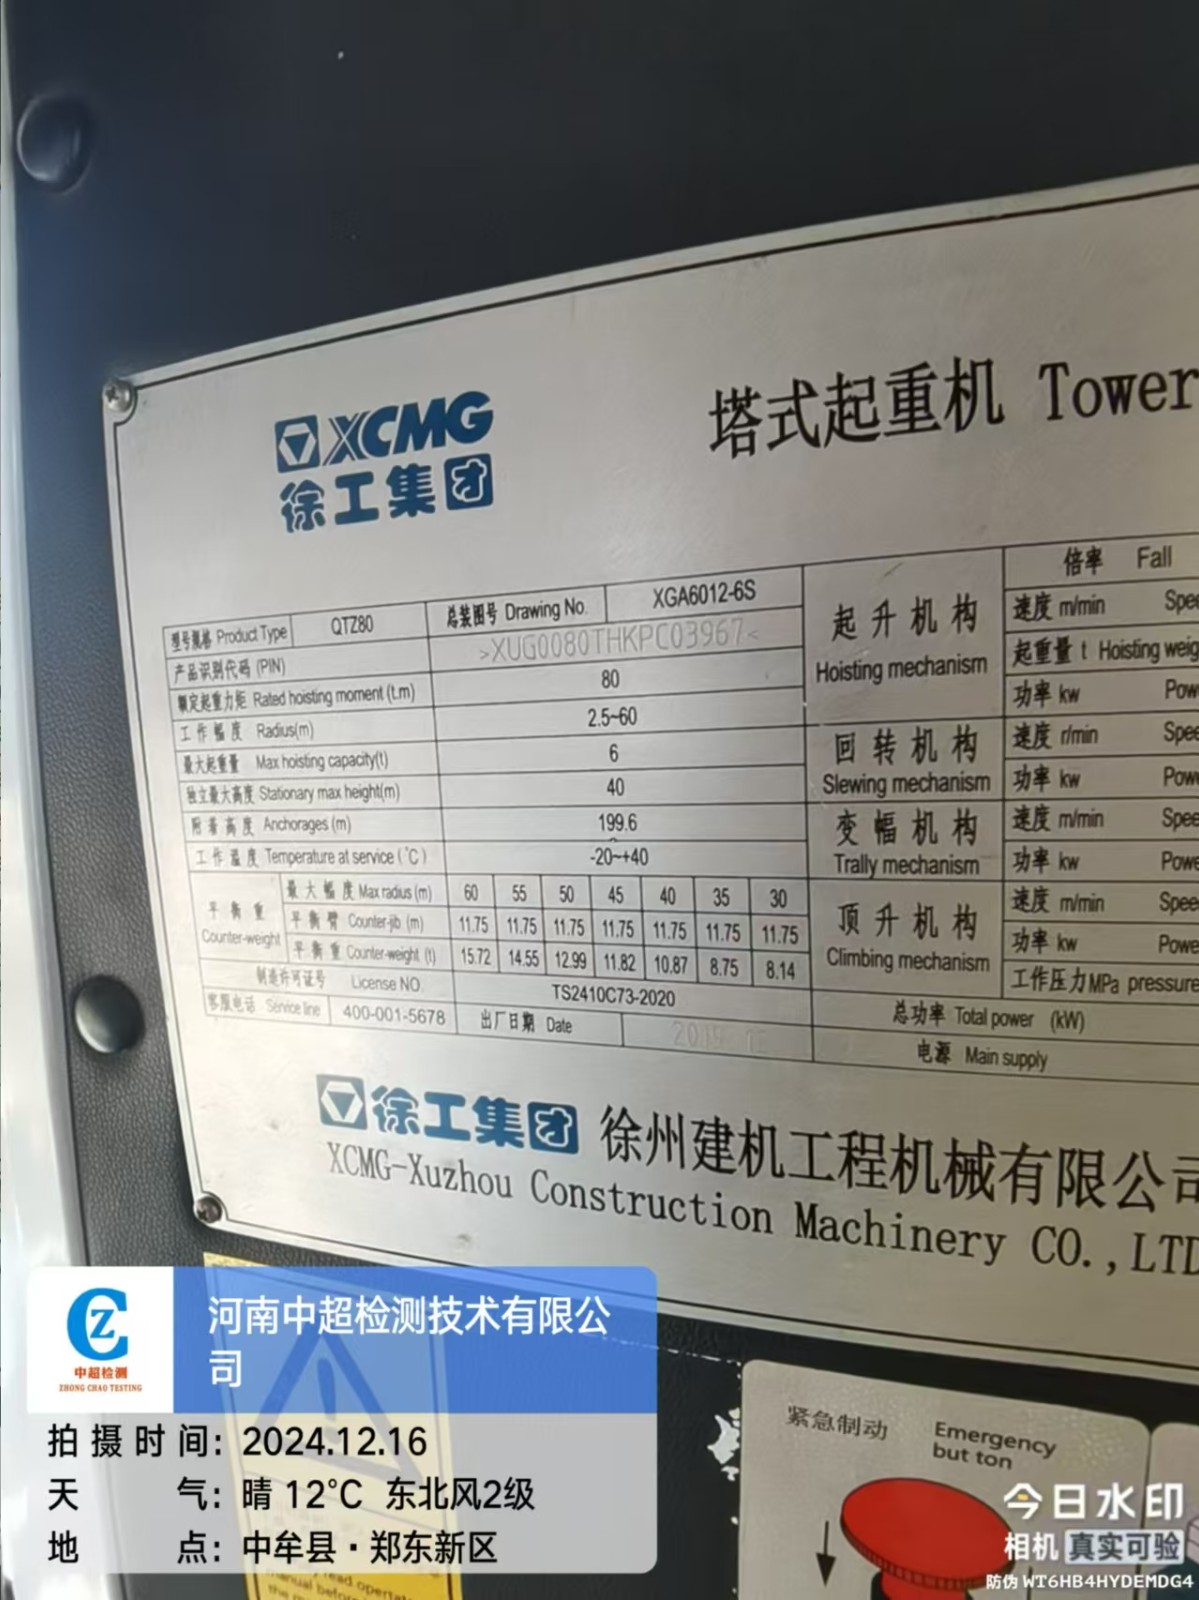 XCMG
徐工集团
塔式起重机 Tower
型号规格 Product Type QTZ80 总装图号 Drawing No. XGA6012-6S
产品识别代码 (PIN) >XUG0080THKPC03967<
额定起重力矩 Rated hoisting moment (t.m) 80
工作幅度 Radius(m) 2.5~60
最大起重量 Max hoisting capacity(t) 6
独立最大高度 Stationary max height(m) 40
附着高度 Anchorages (m) 199.6
工作温度 Temperature at service (°C) -20~+40
平衡重 Counter-weight
最大幅度 Max radius (m) 60 55 50 45 40 35 30
平衡臂 Counter-jib (m) 11.75 11.75 11.75 11.75 11.75 11.75 11.75
平衡重 Counter-weight (t) 15.72 14.55 12.99 11.82 10.87 8.75 8.14
制造许可证号 License NO. TS2410C73-2020
客服电话 Service line 400-001-5678 出厂日期 Date
起升机构 Hoisting mechanism
倍率 Fall
速度 m/min
起重量 t Hoisting
功率 kw
回转机构 Slewing mechanism
速度 r/min
功率 kw
变幅机构 Trally mechanism
速度 m/min
功率 kw
顶升机构 Climbing mechanism
速度 m/min
功率 kw
工作压力MPa pressure
总功率 Total power (kW)
电源 Main supply
徐工集团 徐州建机工程机械有限公司
XCMG-Xuzhou Construction Machinery CO.,LTD
紧急制动 Emergency
but ton
CZ
中超检测
ZHONG CHAO TESTING
河南中超检测技术有限公
司
拍摄时间: 2024.12.16
天气: 晴 12°C 东北风2级
地点: 中牟县·郑东新区
今日水印
相机 真实可验
防伪 WT6HB4HYDEMDG4